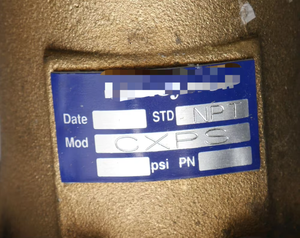 Date STD NPT
Mod CXPS
psi PN